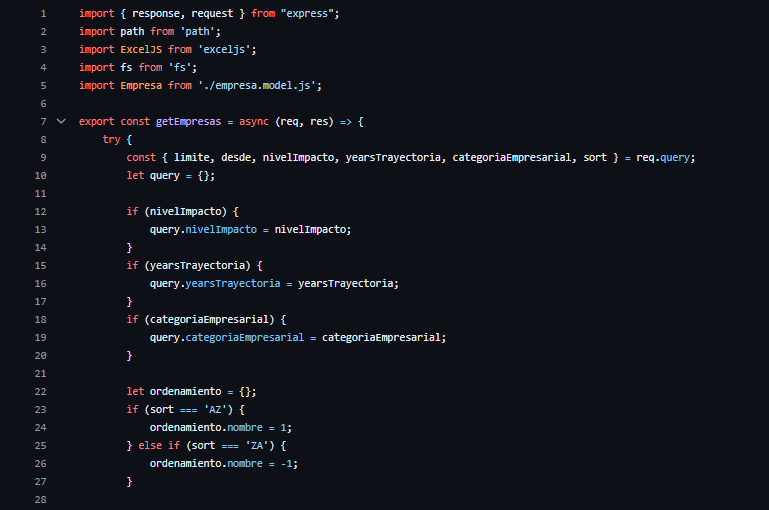 1 import { response, request } from "express";
2 import path from 'path';
3 import ExcelJS from 'exceljs';
4 import fs from 'fs';
5 import Empresa from './empresa.model.js';
6
7 export const getEmpresas = async (req, res) => {
8 try {
9 const { limite, desde, nivelImpacto, yearsTrayectoria, categoriaEmpresarial, sort } = req.query;
10 let query = {};
11
12 if (nivelImpacto) {
13 query.nivelImpacto = nivelImpacto;
14 }
15 if (yearsTrayectoria) {
16 query.yearsTrayectoria = yearsTrayectoria;
17 }
18 if (categoriaEmpresarial) {
19 query.categoriaEmpresarial = categoriaEmpresarial;
20 }
21
22 let ordenamiento = {};
23 if (sort === 'AZ') {
24 ordenamiento.nombre = 1;
25 } else if (sort === 'ZA') {
26 ordenamiento.nombre = -1;
27 }
28